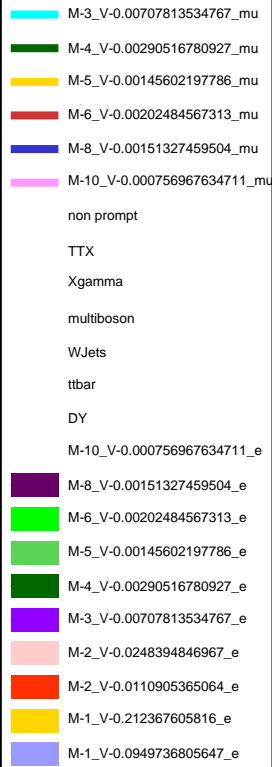 M-3_V-0.00707813534767_mu
M-4_V-0.00290516780927_mu
M-5_V-0.00145602197786_mu
M-6_V-0.00202484567313_mu
M-8_V-0.00151327459504_mu
M-10_V-0.000756967634711_mu
non prompt
TTX
Xgamma
multiboson
WJets
ttbar
DY
M-10_V-0.000756967634711_e
M-8_V-0.00151327459504_e
M-6_V-0.00202484567313_e
M-5_V-0.00145602197786_e
M-4_V-0.00290516780927_e
M-3_V-0.00707813534767_e
M-2_V-0.0248394846967_e
M-2_V-0.0110905365064_e
M-1_V-0.212367605816_e
M-1_V-0.0949736805647_e